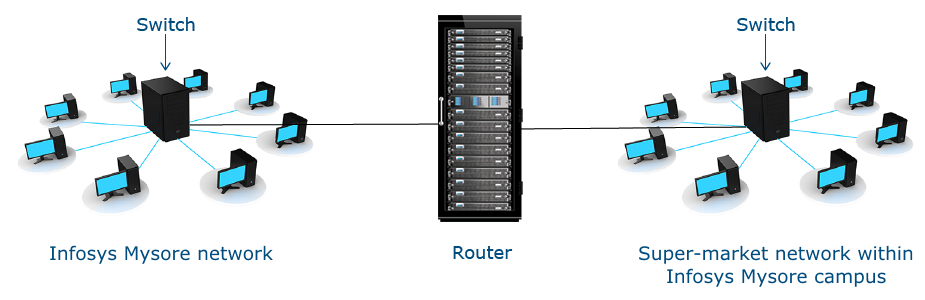 Switch
Switch
Infosys Mysore network
Router
Super-market network within
Infosys Mysore campus